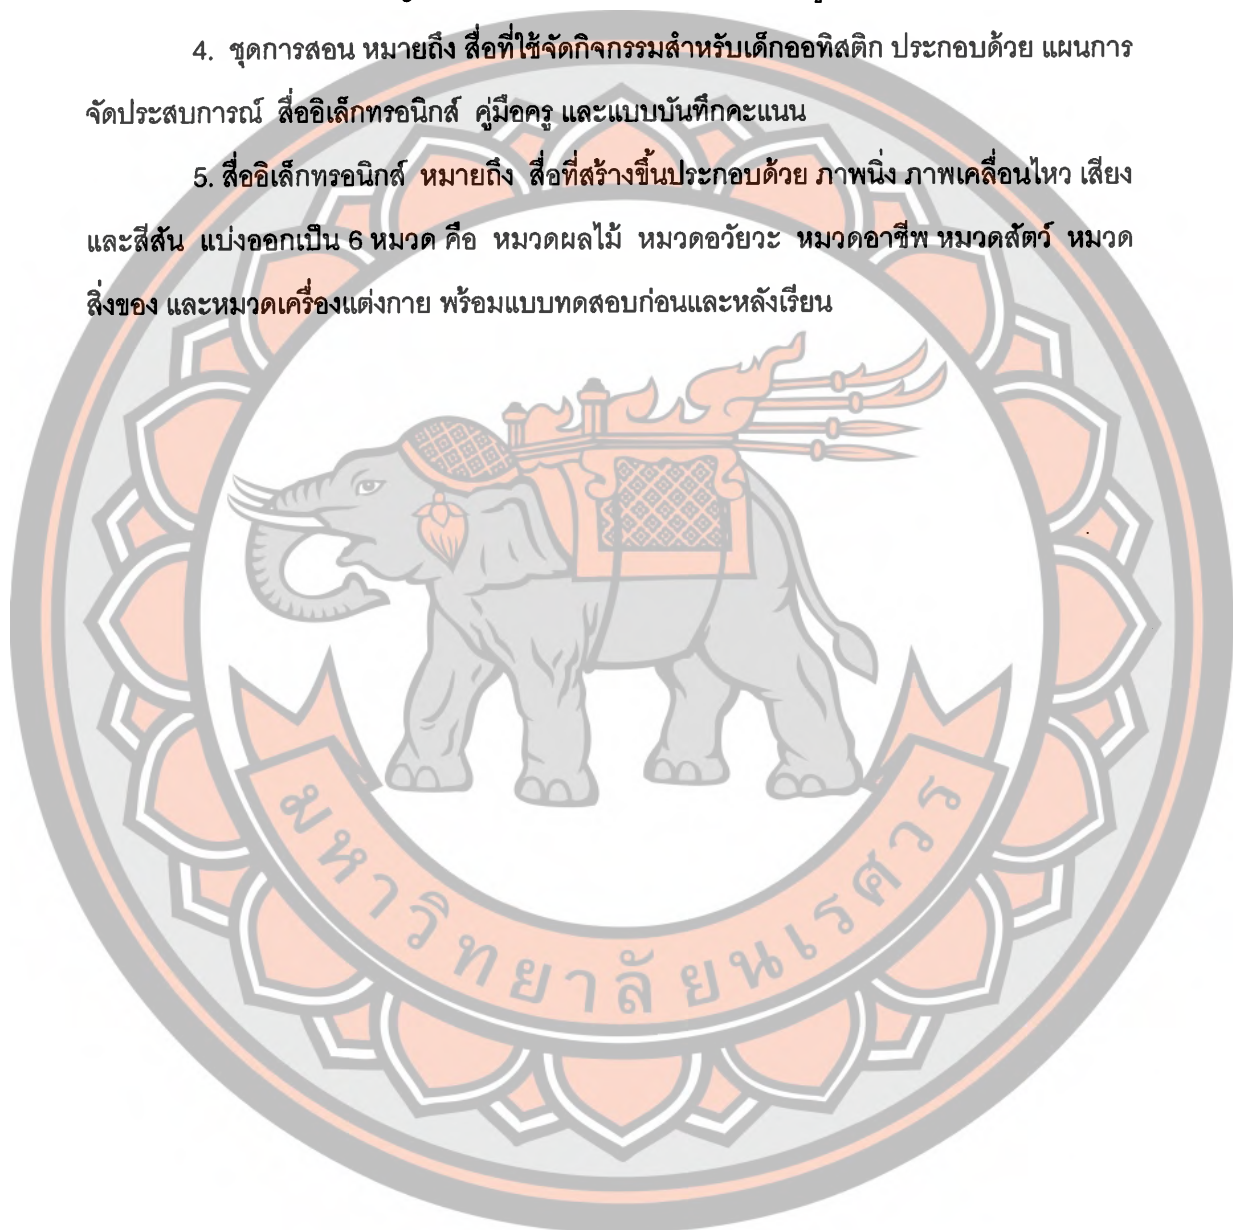 4. ชุดการสอน หมายถึง สื่อที่ใช้จัดกิจกรรมสำหรับเด็กออทิสติก ประกอบด้วย แผนการ
จัดประสบการณ์ สื่ออิเล็กทรอนิกส์ คู่มือครู และแบบบันทึกคะแนน
5. สื่ออิเล็กทรอนิกส์ หมายถึง สื่อที่สร้างขึ้นประกอบด้วย ภาพนิ่ง ภาพเคลื่อนไหว เสียง
และสีสัน แบ่งออกเป็น 6 หมวด คือ หมวดผลไม้ หมวดอวัยวะ หมวดอาชีพ หมวดสัตว์ หมวด
สิ่งของ และหมวดเครื่องแต่งกาย พร้อมแบบทดสอบก่อนและหลังเรียน
มหาวิทยาลัยนเรศวร